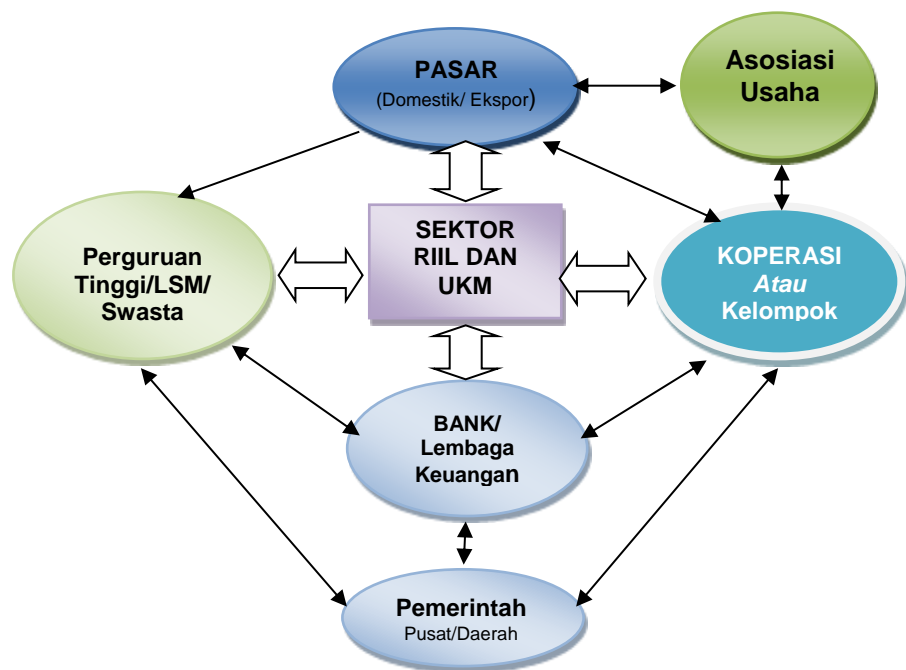 PASAR
(Domestik/ Ekspor)
Asosiasi
Usaha
Perguruan
Tinggi/LSM/
Swasta
SEKTOR
RIIL DAN
UKM
KOPERASI
Atau
Kelompok
BANK/
Lembaga
Keuangan
Pemerintah
Pusat/Daerah